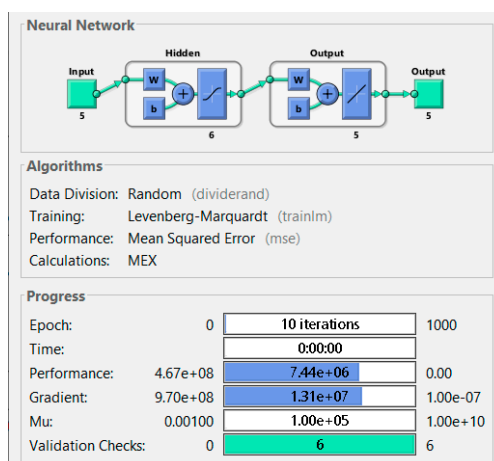 Neural Network
Hidden Output
Input W b + W b + Output
5 6 5 5
Algorithms
Data Division: Random (dividerand)
Training: Levenberg-Marquardt (trainlm)
Performance: Mean Squared Error (mse)
Calculations: MEX
Progress
Epoch: 0 10 iterations 1000
Time: 0:00:00
Performance: 4.67e+08 7.44e+06 0.00
Gradient: 9.70e+08 1.31e+07 1.00e-07
Mu: 0.00100 1.00e+05 1.00e+10
Validation Checks: 0 6 6